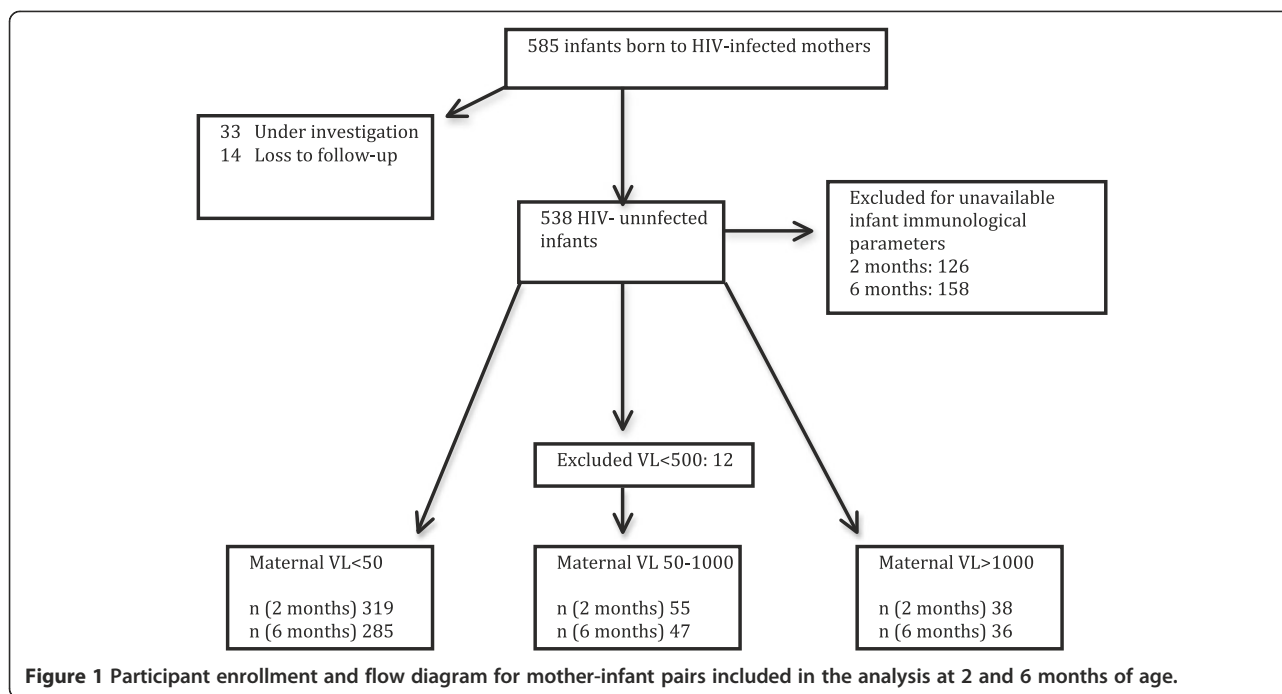 585 infants born to HIV-infected mothers
33 Under investigation
14 Loss to follow-up
538 HIV- uninfected
infants
Excluded for unavailable
infant immunological
parameters
2 months: 126
6 months: 158
Excluded VL<500: 12
Maternal VL<50
n (2 months) 319
n (6 months) 285
Maternal VL 50-1000
n (2 months) 55
n (6 months) 47
Maternal VL>1000
n (2 months) 38
n (6 months) 36
Figure 1 Participant enrollment and flow diagram for mother-infant pairs included in the analysis at 2 and 6 months of age.